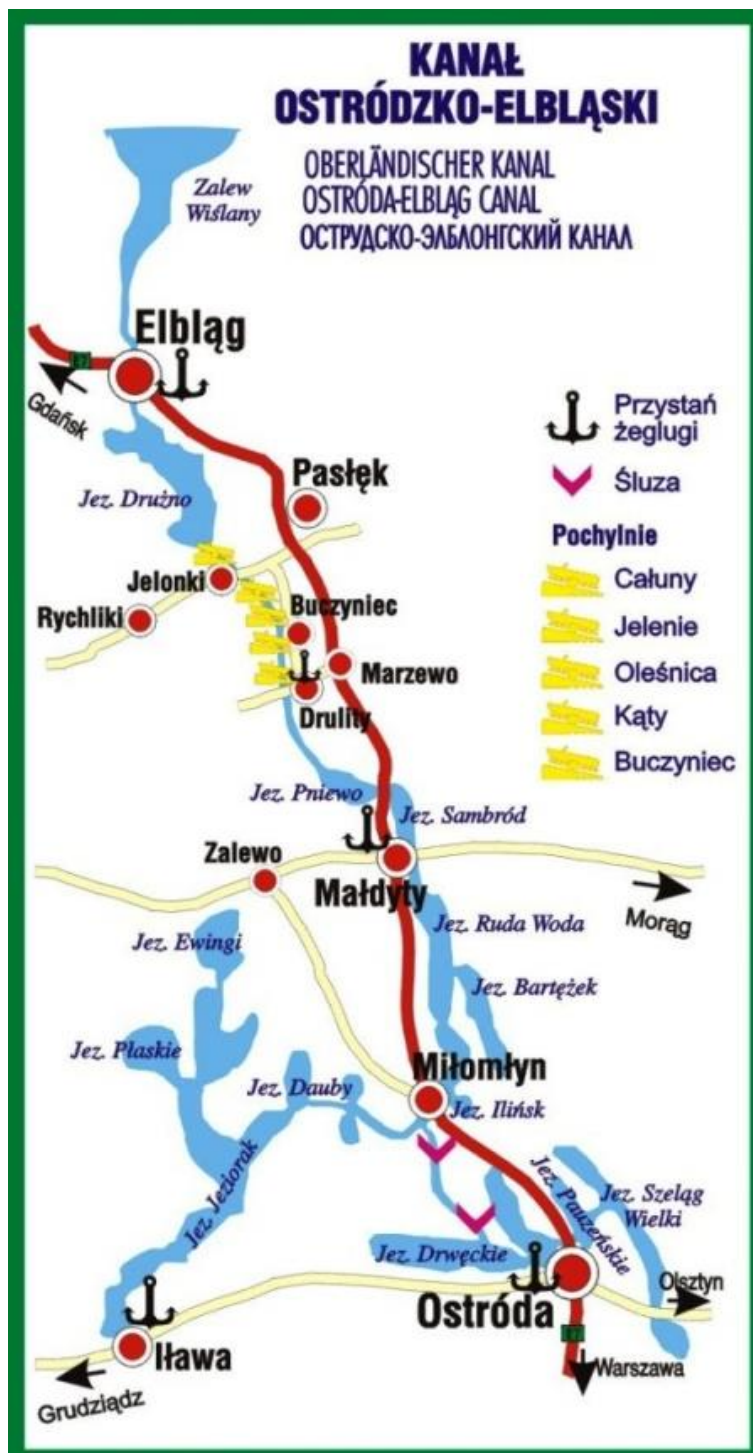 KANAŁ
OSTRÓDZKO-ELBLĄSKI
OBERLÄNDISCHER KANAL
OSTRÓDA-ELBLĄG CANAL
ОСТРУДСКО-ЭЛБЛОНГСКИЙ КАНАЛ
Zalew
Wiślany
Elbląg
E7
Gdańsk
Przystań
żeglugi
Pasłęk
Śluza
Jez. Drużno
Pochylnie
Jelonki
Całuny
Rychliki
Buczyniec
Jelenie
Marzewo
Oleśnica
Drulity
Kąty
Buczyniec
Jez. Pniewo
Jez. Sambród
Zalewo
Małdyty
Morąg
Jez. Ewingi
Jez. Ruda Woda
Jez. Bartężek
Jez. Płaskie
Jez. Dauby
Miłomłyn
Jez. Ilińsk
Jez. Jeziorak
Jez. Pauzeńskie
Jez. Szeląg
Wielki
Jez. Drwęckie
Olsztyn
Ostróda
E7
Iława
Warszawa
Grudziądz